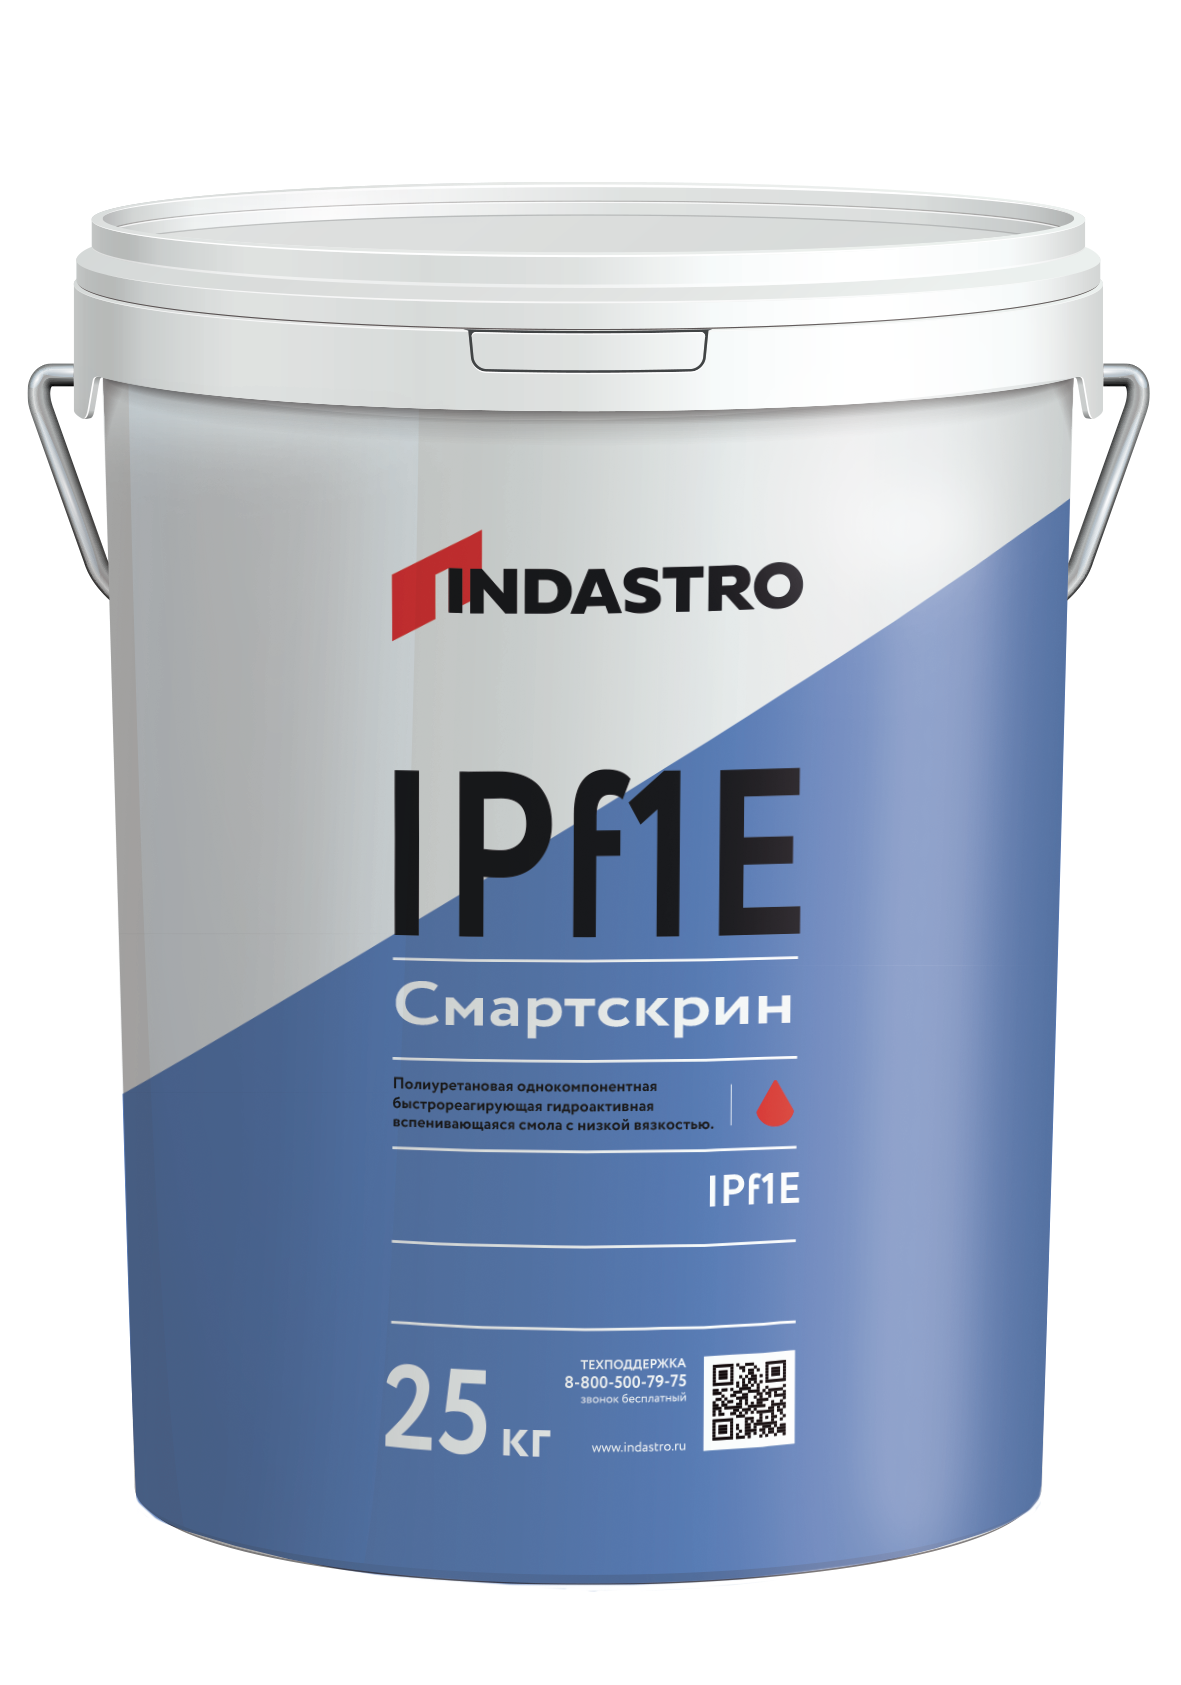 INDASTRO
IPf1E
Смартскрин
Полиуретановая однокомпонентная
быстрореагирующая гидроактивная
вспенивающаяся смола с низкой вязкостью.
IPf1E
25 кг
ТЕХПОДДЕРЖКА
8-800-500-79-75
звонок бесплатный
www.indastro.ru